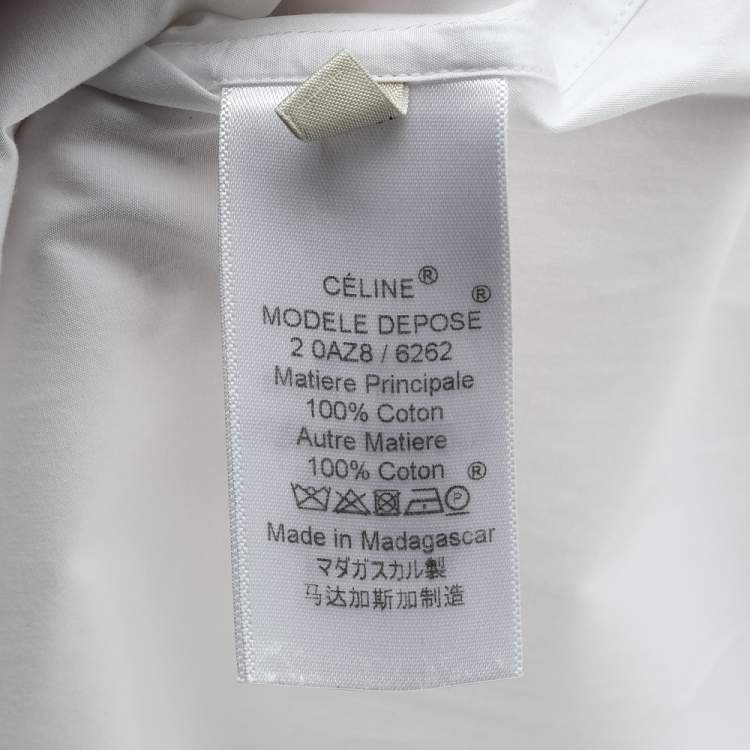 CÉLINE®
MODELE DEPOSE ®
2 0AZ8 / 6262
Matiere Principale
100% Coton
Autre Matiere
100% Coton ®
P
Made in Madagascar
マダガスカル製
马达加斯加制造